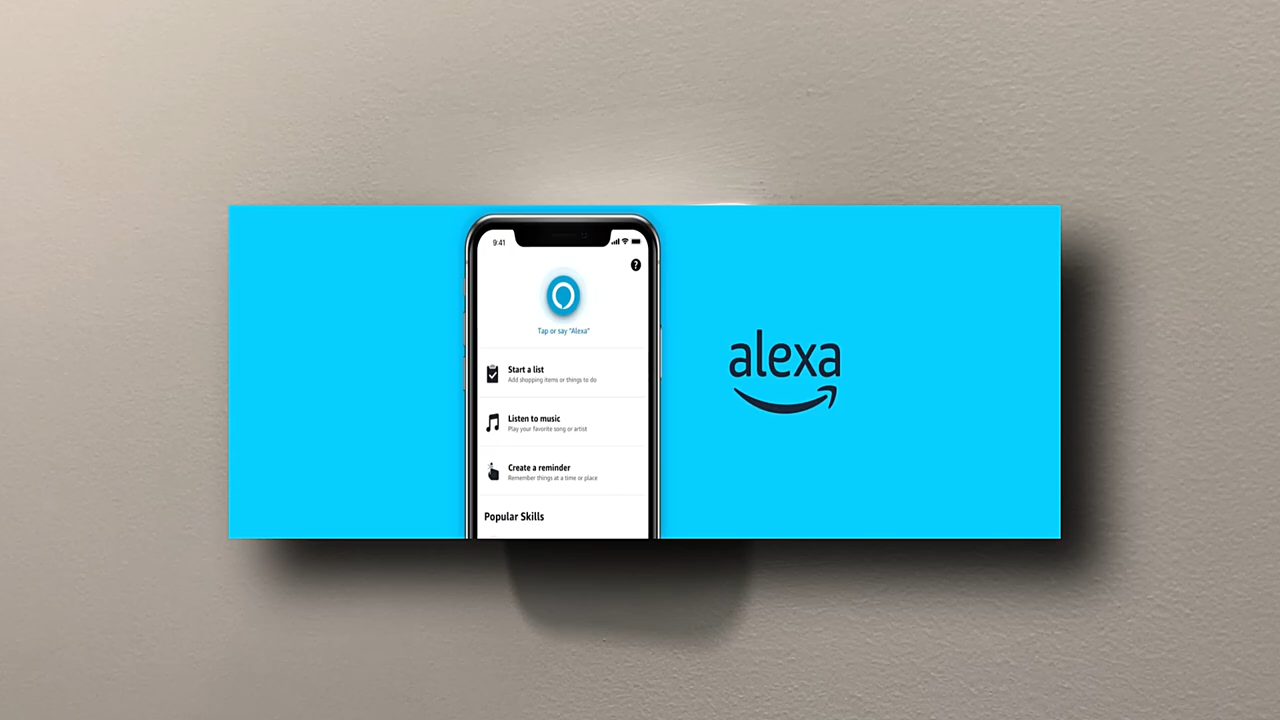 9:41
?
Tap or say "Alexa"
Start a list
Add shopping items or things to do
Listen to music
Play your favorite song or artist
Create a reminder
Remember things at a time or place
Popular Skills
alexa